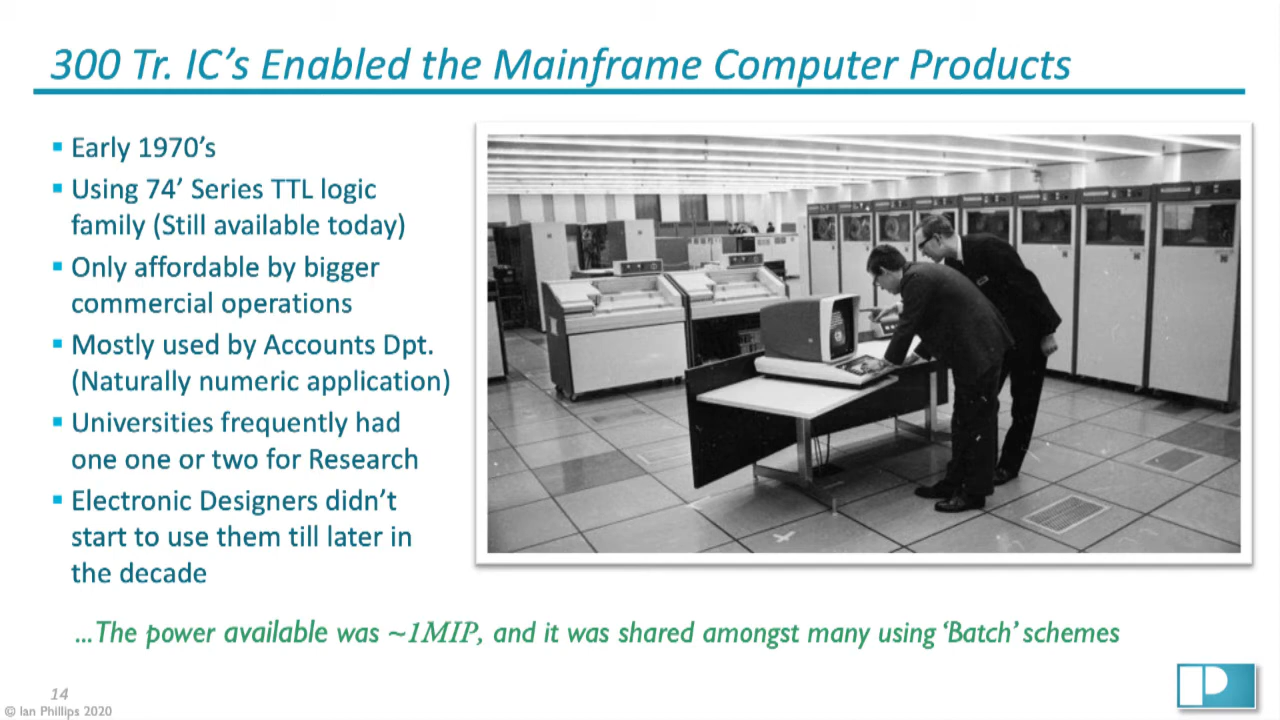 300 Tr. IC’s Enabled the Mainframe Computer Products
▪ Early 1970’s
▪ Using 74’ Series TTL logic
family (Still available today)
▪ Only affordable by bigger
commercial operations
▪ Mostly used by Accounts Dpt.
(Naturally numeric application)
▪ Universities frequently had
one one or two for Research
▪ Electronic Designers didn’t
start to use them till later in
the decade
...The power available was ~1MIP, and it was shared amongst many using ‘Batch’ schemes
14
© Ian Phillips 2020
P